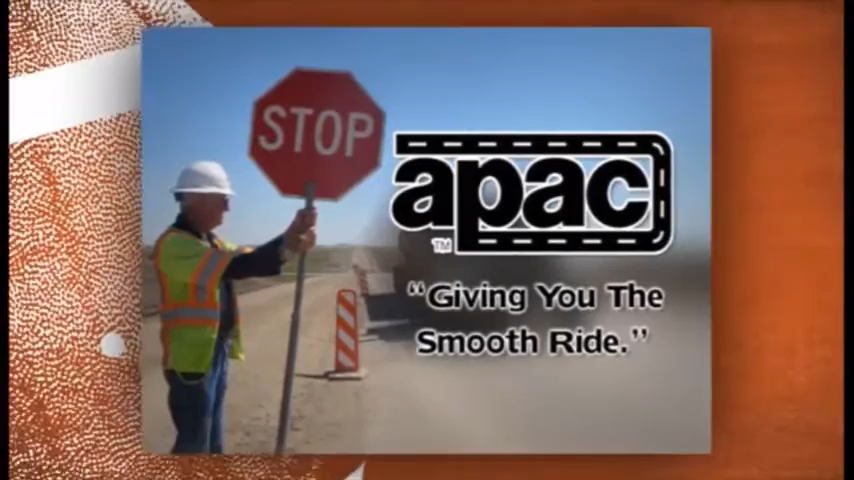 STOP
apac
TM
“Giving You The
Smooth Ride.”